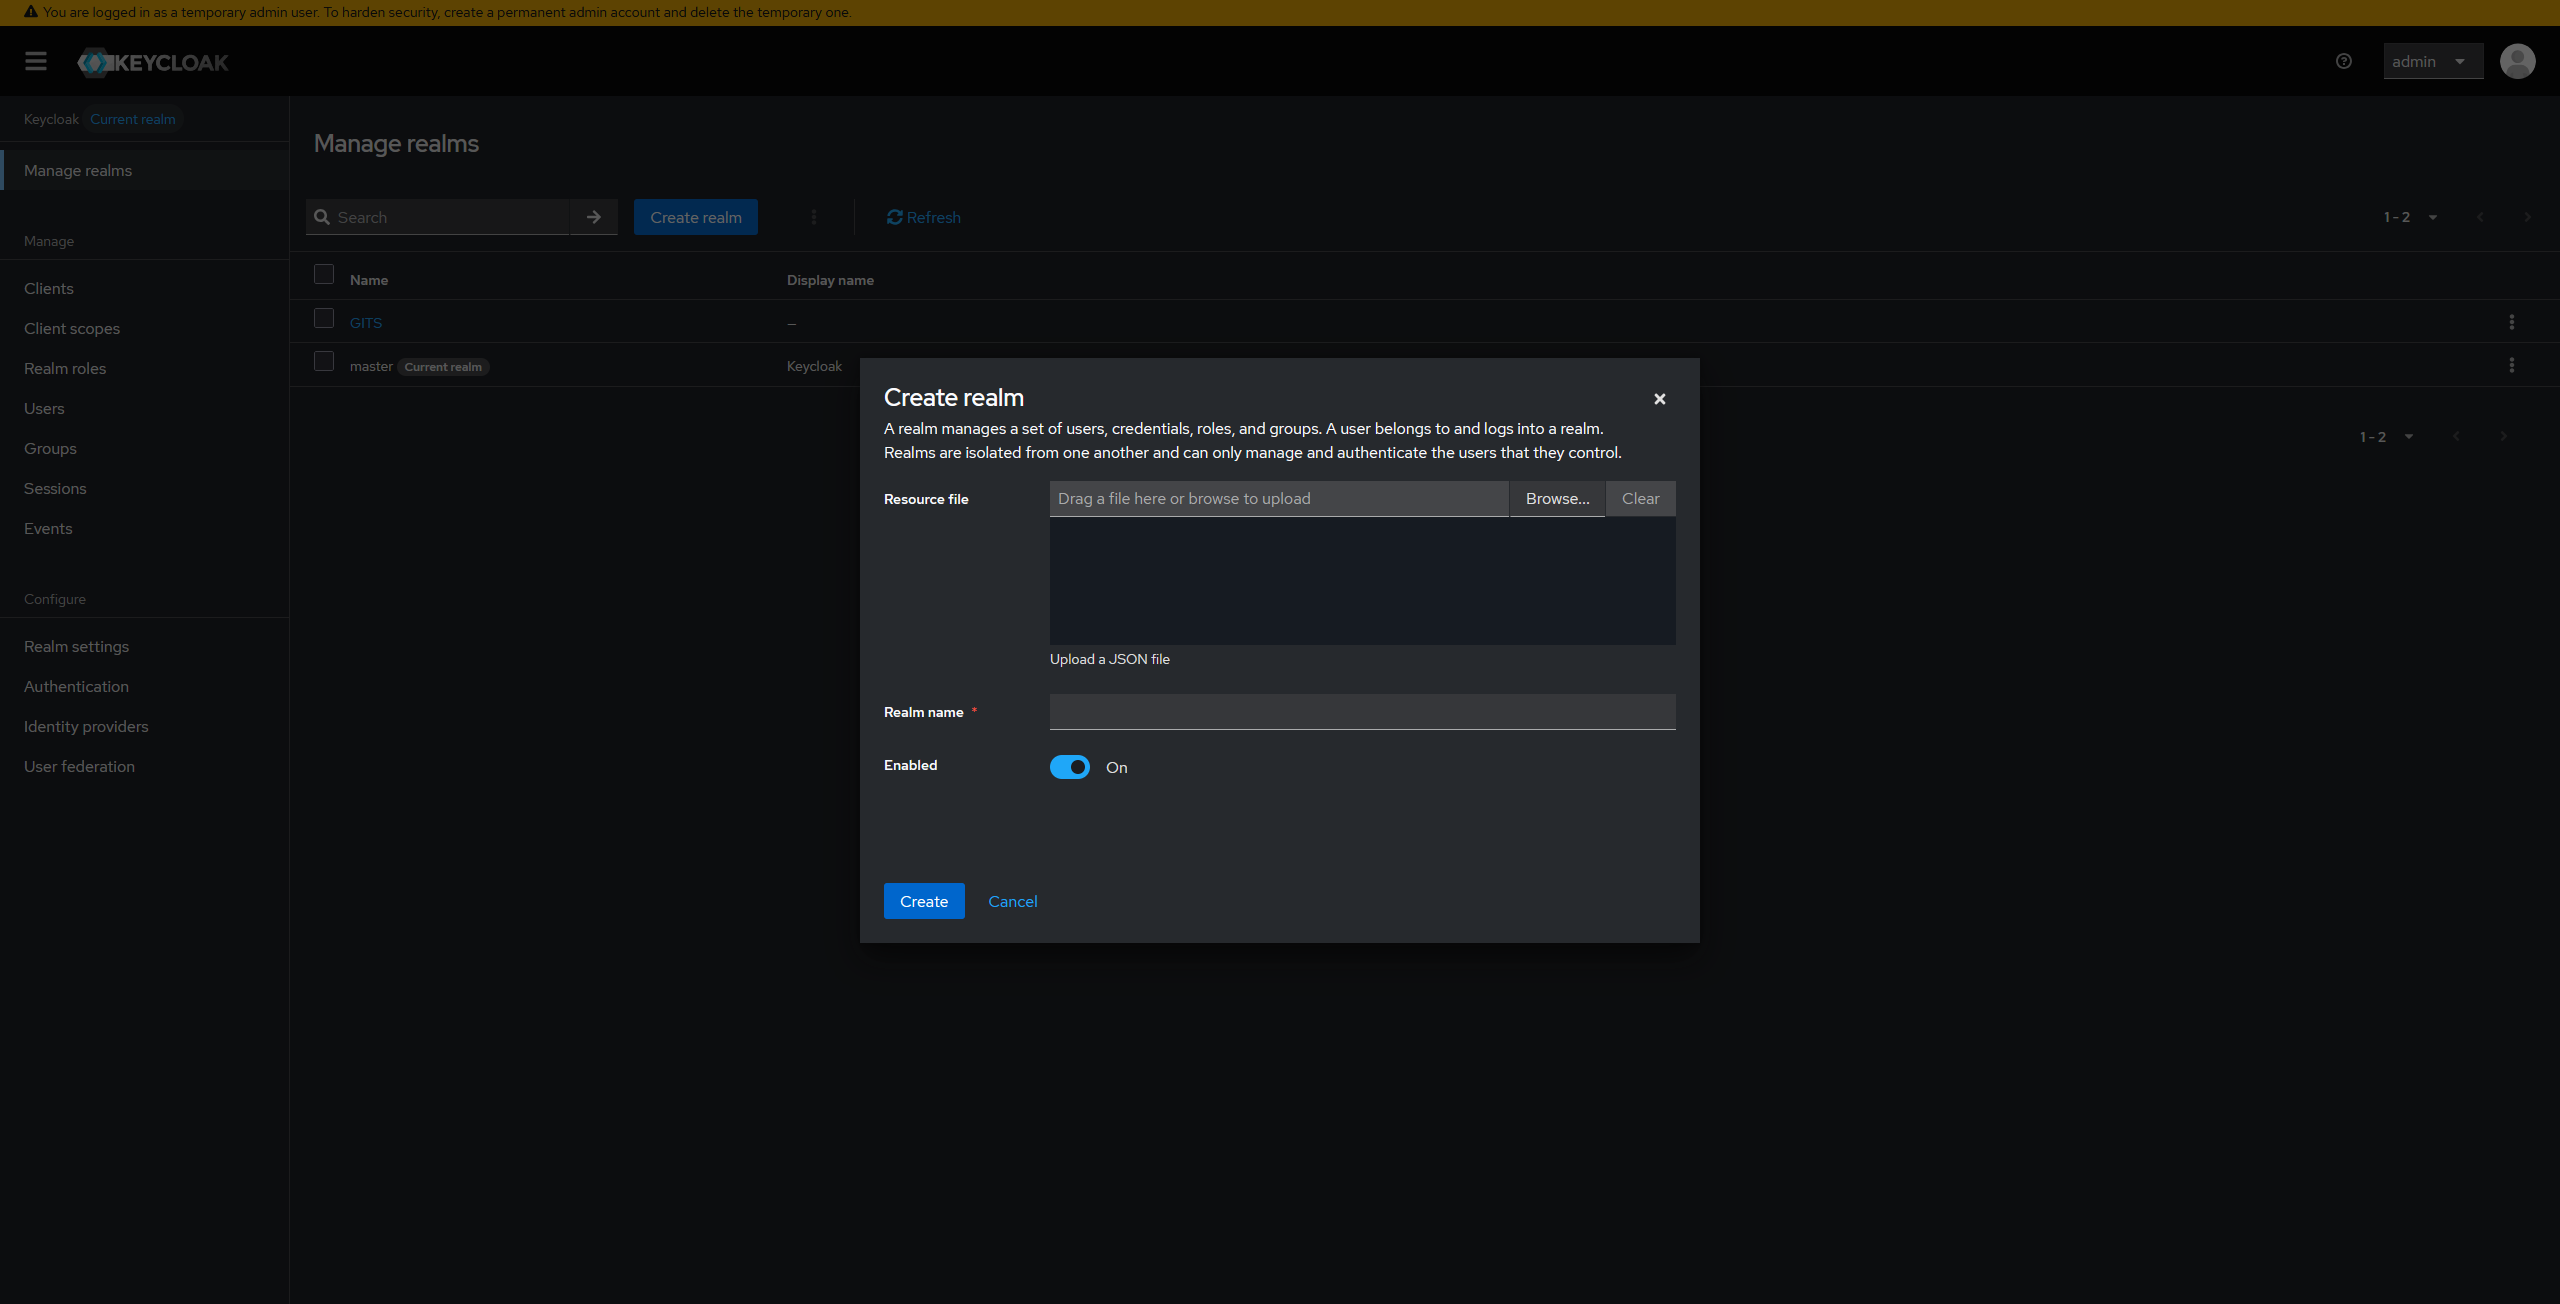 You are logged in as a temporary admin user. To harden security, create a permanent admin account and delete the temporary one.
KEYCLOAK
admin
Keycloak Current realm
Manage realms
Manage
Clients
Client scopes
Realm roles
Users
Groups
Sessions
Events
Configure
Realm settings
Authentication
Identity providers
User federation
Manage realms
Search
Create realm
Refresh
1 - 2
Name Display name
GITS –
master Current realm Keycloak
1 - 2
Create realm
A realm manages a set of users, credentials, roles, and groups. A user belongs to and logs into a realm.
Realms are isolated from one another and can only manage and authenticate the users that they control.
Resource file
Drag a file here or browse to upload
Browse...
Clear
Upload a JSON file
Realm name *
Enabled
On
Create
Cancel